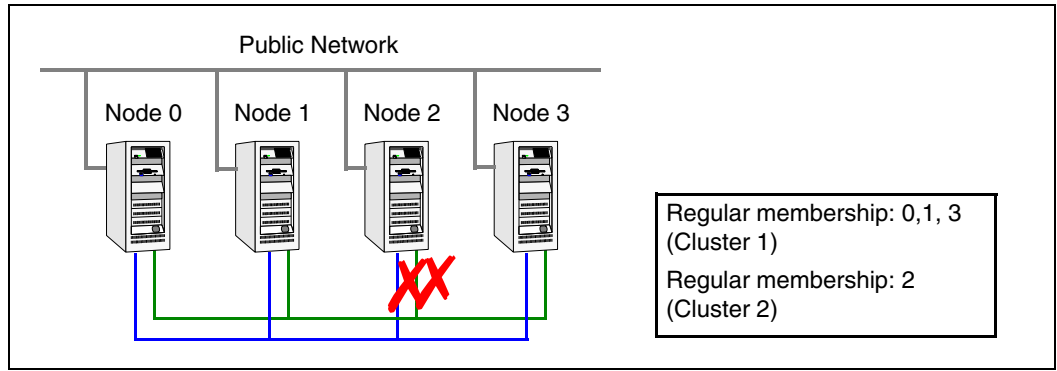 Public Network
Node 0
Node 1
Node 2
Node 3
Regular membership: 0,1, 3
(Cluster 1)
Regular membership: 2
(Cluster 2)